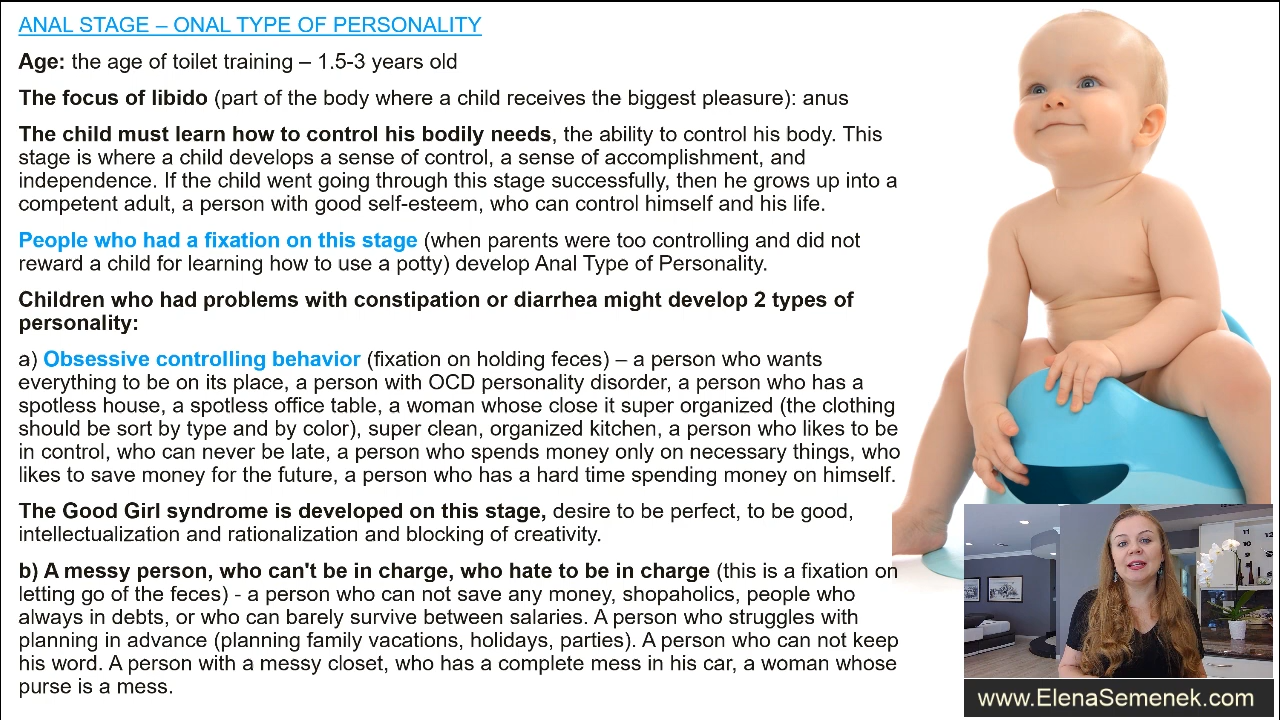 ANAL STAGE – ONAL TYPE OF PERSONALITY
Age: the age of toilet training – 1.5-3 years old
The focus of libido (part of the body where a child receives the biggest pleasure): anus
The child must learn how to control his bodily needs, the ability to control his body. This
stage is where a child develops a sense of control, a sense of accomplishment, and
independence. If the child went going through this stage successfully, then he grows up into a
competent adult, a person with good self-esteem, who can control himself and his life.
People who had a fixation on this stage (when parents were too controlling and did not
reward a child for learning how to use a potty) develop Anal Type of Personality.
Children who had problems with constipation or diarrhea might develop 2 types of
personality:
a) Obsessive controlling behavior (fixation on holding feces) – a person who wants
everything to be on its place, a person with OCD personality disorder, a person who has a
spotless house, a spotless office table, a woman whose close it super organized (the clothing
should be sort by type and by color), super clean, organized kitchen, a person who likes to be
in control, who can never be late, a person who spends money only on necessary things, who
likes to save money for the future, a person who has a hard time spending money on himself.
The Good Girl syndrome is developed on this stage, desire to be perfect, to be good,
intellectualization and rationalization and blocking of creativity.
b) A messy person, who can't be in charge, who hate to be in charge (this is a fixation on
letting go of the feces) - a person who can not save any money, shopaholics, people who
always in debts, or who can barely survive between salaries. A person who struggles with
planning in advance (planning family vacations, holidays, parties). A person who can not keep
his word. A person with a messy closet, who has a complete mess in his car, a woman whose
purse is a mess.
www.ElenaSemenek.com